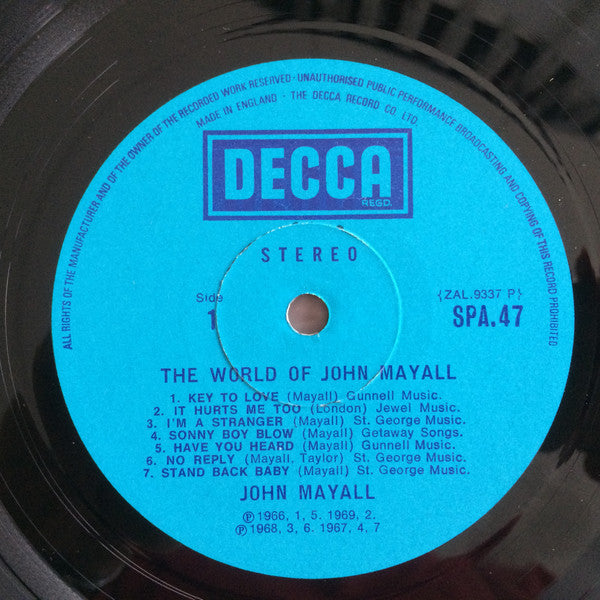 ALL RIGHTS OF THE MANUFACTURER AND OF THE OWNER OF THE RECORDED WORK RESERVED · UNAUTHORISED PUBLIC PERFORMANCE BROADCASTING AND COPYING OF THIS RECORD PROHIBITED
MADE IN ENGLAND · THE DECCA RECORD CO LTD.
DECCA
REGD.
STEREO
Side {ZAL.9337 P}
1 SPA.47
THE WORLD OF JOHN MAYALL
1. KEY TO LOVE (Mayall) Gunnell Music.
2. IT HURTS ME TOO (London) Jewel Music.
3. I'M A STRANGER (Mayall) St. George Music.
4. SONNY BOY BLOW (Mayall) Getaway Songs.
5. HAVE YOU HEARD (Mayall) Gunnell Music.
6. NO REPLY (Mayall. Taylor) St. George Music.
7. STAND BACK BABY (Mayall) St. George Music.
JOHN MAYALL
℗ 1966, 1, 5. 1969, 2.
℗ 1968, 3, 6. 1967, 4, 7